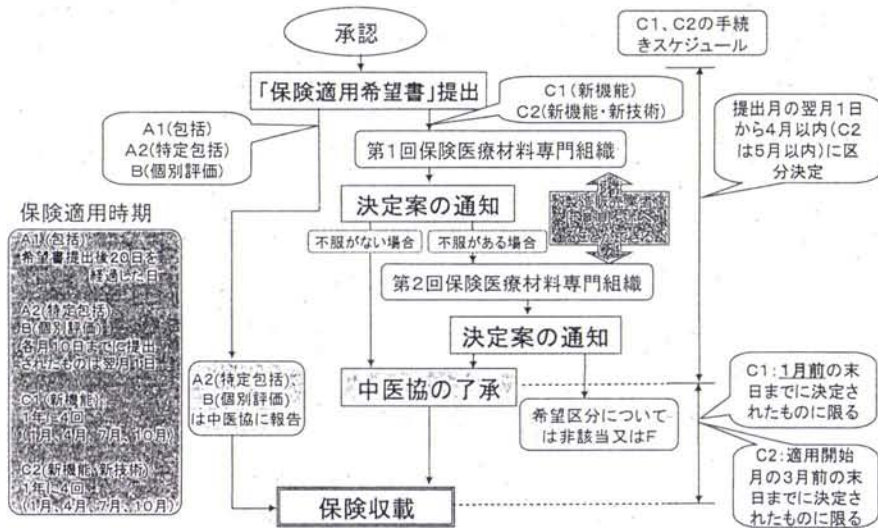 承認
C1、C2の手続
きスケジュール
「保険適用希望書」提出
C1(新機能)
C2(新機能・新技術)
A1(包括)
A2(特定包括)
B(個別評価)
提出月の翌月1日
から4月以内(C2
は5月以内)に区
分決定
第1回保険医療材料専門組織
決定案の通知
不服がない場合
不服がある場合
保険適用時期
A1(包括)
希望書提出後20日を
経過した日
A2(特定包括)
B(個別評価)
各月10日までに提出
されたものは翌月1日
C1(新機能)
1年に4回
(1月、4月、7月、10月)
C2(新機能・新技術)
1年に4回
(1月、4月、7月、10月)
第2回保険医療材料専門組織
決定案の通知
A2(特定包括)、
B(個別評価)
は中医協に報告
中医協の了承
希望区分につい
ては非該当又はF
C1:1月前の末
日までに決定さ
れたものに限る
C2:適用開始
月の3月前の末
日までに決定さ
れたものに限る
保険収載